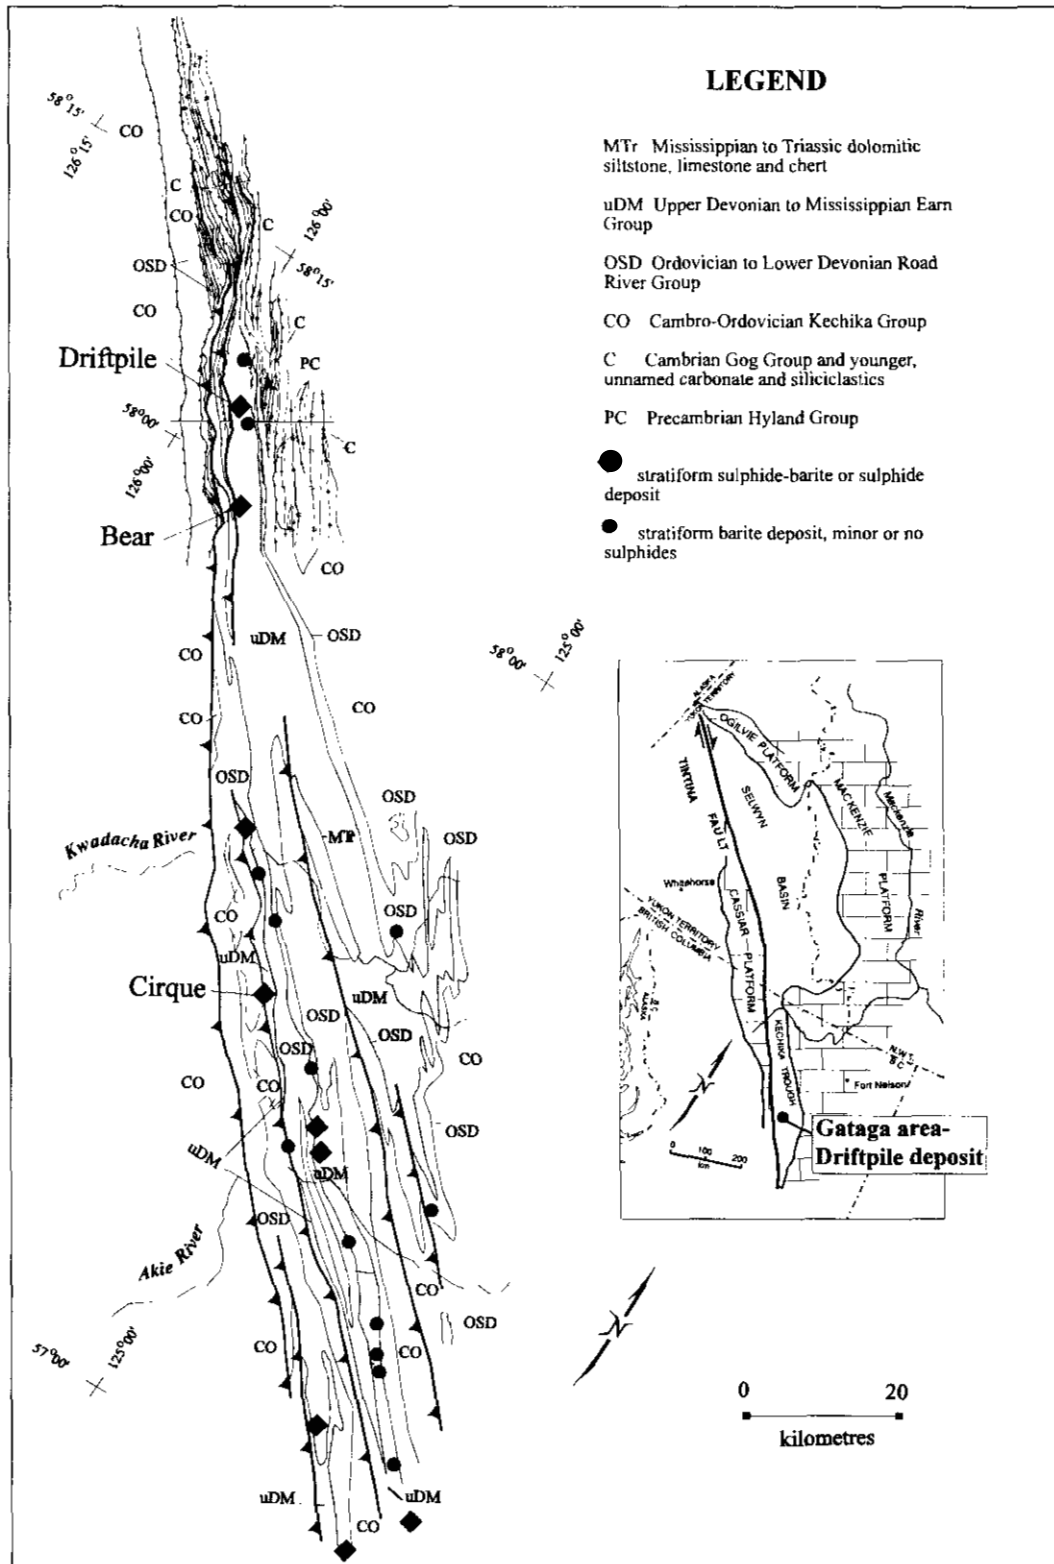 LEGEND
MTr Mississippian to Triassic dolomitic
siltstone, limestone and chert
uDM Upper Devonian to Mississippian Earn
Group
OSD Ordovician to Lower Devonian Road
River Group
CO Cambro-Ordovician Kechika Group
C Cambrian Gog Group and younger,
unnamed carbonate and siliciclastics
PC Precambrian Hyland Group
stratiform sulphide-barite or sulphide
deposit
stratiform barite deposit, minor or no
sulphides
58°15'
126°15'
CO
C
CO
C
126°00'
58°15'
OSD
CO
C
Driftpile
PC
58°00'
126°00'
C
Bear
CO
uDM
OSD
CO
58°00'
125°00'
CO
CO
OSD
OSD
OSD
Kwadacha River
CO
OSD
uDM
Cirque
uDM
OSD
OSD
OSD
CO
CO
CO
OSD
uDM
uDM
OSD
Akie River
CO
OSD
57°00'
125°00'
CO
CO
uDM
uDM
CO
N
0 20
kilometres
ALASKA
YUKON TERRITORY
OGILVIE PLATFORM
TINTINA FAULT
SELWYN BASIN
MACKENZIE PLATFORM
Mackenzie River
Whitehorse
CASSIAR PLATFORM
YUKON TERRITORY
BRITISH COLUMBIA
B.C.
ALASKA
KECHIKA TROUGH
N.W.T.
B.C.
Fort Nelson
N
0 100 200
km
Gataga area-
Driftpile deposit